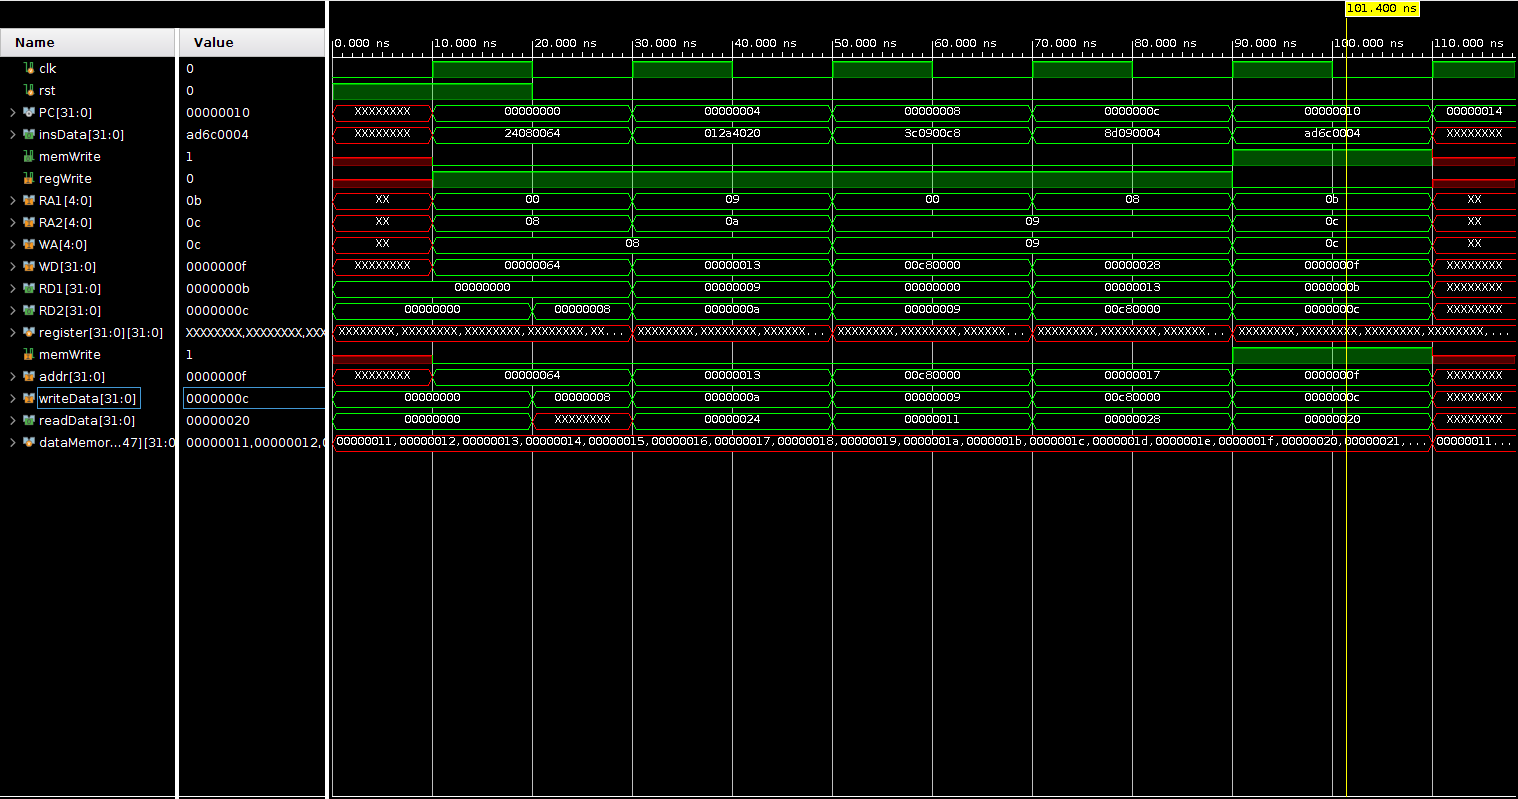 101.400 ns
Name Value 0.000 ns 10.000 ns 20.000 ns 30.000 ns 40.000 ns 50.000 ns 60.000 ns 70.000 ns 80.000 ns 90.000 ns 100.000 ns 110.000 ns
clk 0
rst 0
PC[31:0] 00000010 XXXXXXXX 00000000 00000004 00000008 0000000c 00000010 00000014
insData[31:0] ad6c0004 XXXXXXXX 24080064 012a4020 3c0900c8 8d090004 ad6c0004 XXXXXXXX
memWrite 1
regWrite 0
RA1[4:0] 0b XX 00 09 00 08 0b XX
RA2[4:0] 0c XX 08 0a 09 0c XX
WA[4:0] 0c XX 08 09 0c XX
WD[31:0] 0000000f XXXXXXXX 00000064 00000013 00c80000 00000028 0000000f XXXXXXXX
RD1[31:0] 0000000b 00000000 00000009 00000000 00000013 0000000b XXXXXXXX
RD2[31:0] 0000000c 00000000 00000008 0000000a 00000009 00c80000 0000000c XXXXXXXX
register[31:0][31:0] XXXXXXXX,XXXXXXXX,XXX XXXXXXXX,XXXXXXXX,XXXXXXXX,XXXXXXXX,XX... XXXXXXXX,XXXXXXXX,XXXXXX... XXXXXXXX,XXXXXXXX,XXXXXX... XXXXXXXX,XXXXXXXX,XXXXXX... XXXXXXXX,XXXXXXXX,XXXXXXXX,XXXXXXXX,...
memWrite 1
addr[31:0] 0000000f XXXXXXXX 00000064 00000013 00c80000 00000017 0000000f XXXXXXXX
writeData[31:0] 0000000c 00000000 00000008 0000000a 00000009 00c80000 0000000c XXXXXXXX
readData[31:0] 00000020 00000000 XXXXXXXX 00000024 00000011 00000028 00000020 XXXXXXXX
dataMemor...47][31:0 00000011,00000012,0 00000011,00000012,00000013,00000014,00000015,00000016,00000017,00000018,00000019,0000001a,0000001b,0000001c,0000001d,0000001e,0000001f,00000020,00000021,... 00000011...